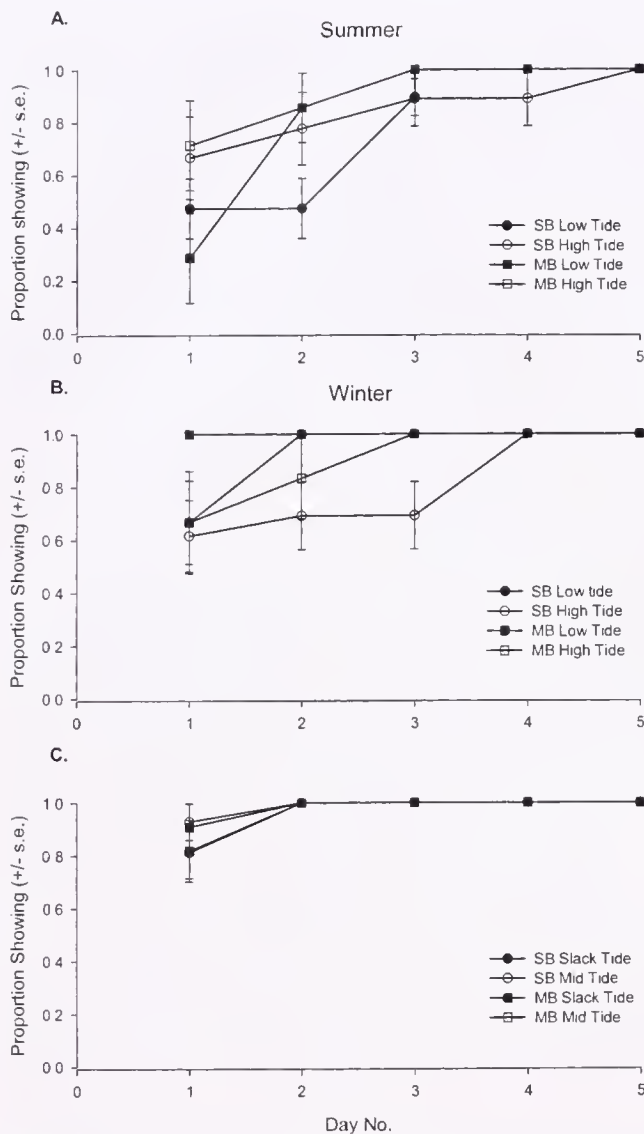 A.
Summer
Proportion showing (+/- s.e.)
1.0
0.8
0.6
0.4
0.2
0.0
SB Low Tide
SB High Tide
MB Low Tide
MB High Tide
0 1 2 3 4 5
B.
Winter
Proportion Showing (+/- s.e.)
1.0
0.8
0.6
0.4
0.2
0.0
SB Low tide
SB High Tide
MB Low Tide
MB High Tide
0 1 2 3 4 5
C.
Proportion Showing (+/- s.e.)
1.0
0.8
0.6
0.4
0.2
0.0
SB Slack Tide
SB Mid Tide
MB Slack Tide
MB Mid Tide
0 1 2 3 4 5
Day No.